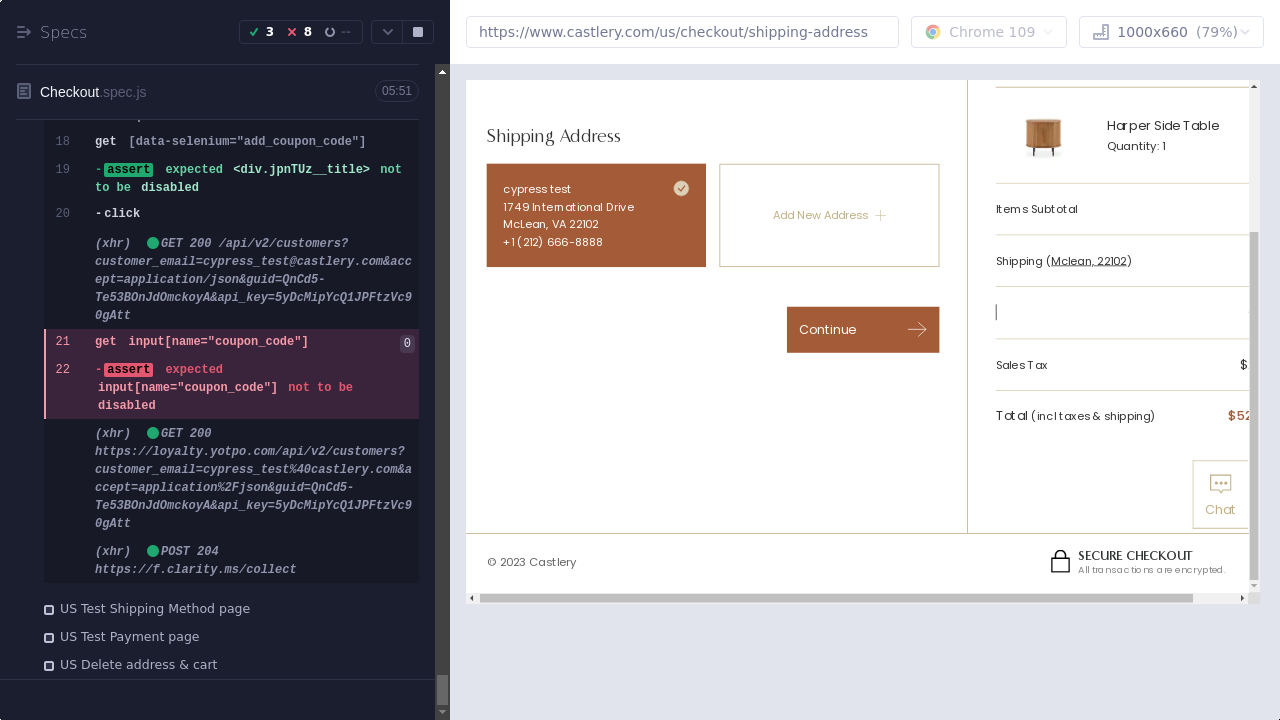 Specs
3
8
--
Checkout.spec.js
05:51
18 get [data-selenium="add_coupon_code"]
19 -assert expected <div.jpnTUz__title> not
to be disabled
20 -click
(xhr) GET 200 /api/v2/customers?
customer_email=cypress_test@castlery.com&acc
ept=application/json&guid=QnCd5-
Te53BOnJdOmckoyA&api_key=5yDcMipYcQ1JPFtzVc9
0gAtt
21 get input[name="coupon_code"]
0
22 -assert expected
input[name="coupon_code"] not to be
disabled
(xhr) GET 200
https://loyalty.yotpo.com/api/v2/customers?
customer_email=cypress_test%40castlery.com&a
ccept=application%2Fjson&guid=QnCd5-
Te53BOnJdOmckoyA&api_key=5yDcMipYcQ1JPFtzVc9
0gAtt
(xhr) POST 204
https://f.clarity.ms/collect
US Test Shipping Method page
US Test Payment page
US Delete address & cart
https://www.castlery.com/us/checkout/shipping-address
Chrome 109
1000x660 (79%)
Shipping Address
cypress test
1749 International Drive
McLean, VA 22102
+1 (212) 666-8888
Add New Address
Continue
Harper Side Table
Quantity: 1
Items Subtotal
Shipping (Mclean, 22102)
Sales Tax
$
Total (incl taxes & shipping)
$52
Chat
© 2023 Castlery
SECURE CHECKOUT
All transactions are encrypted.